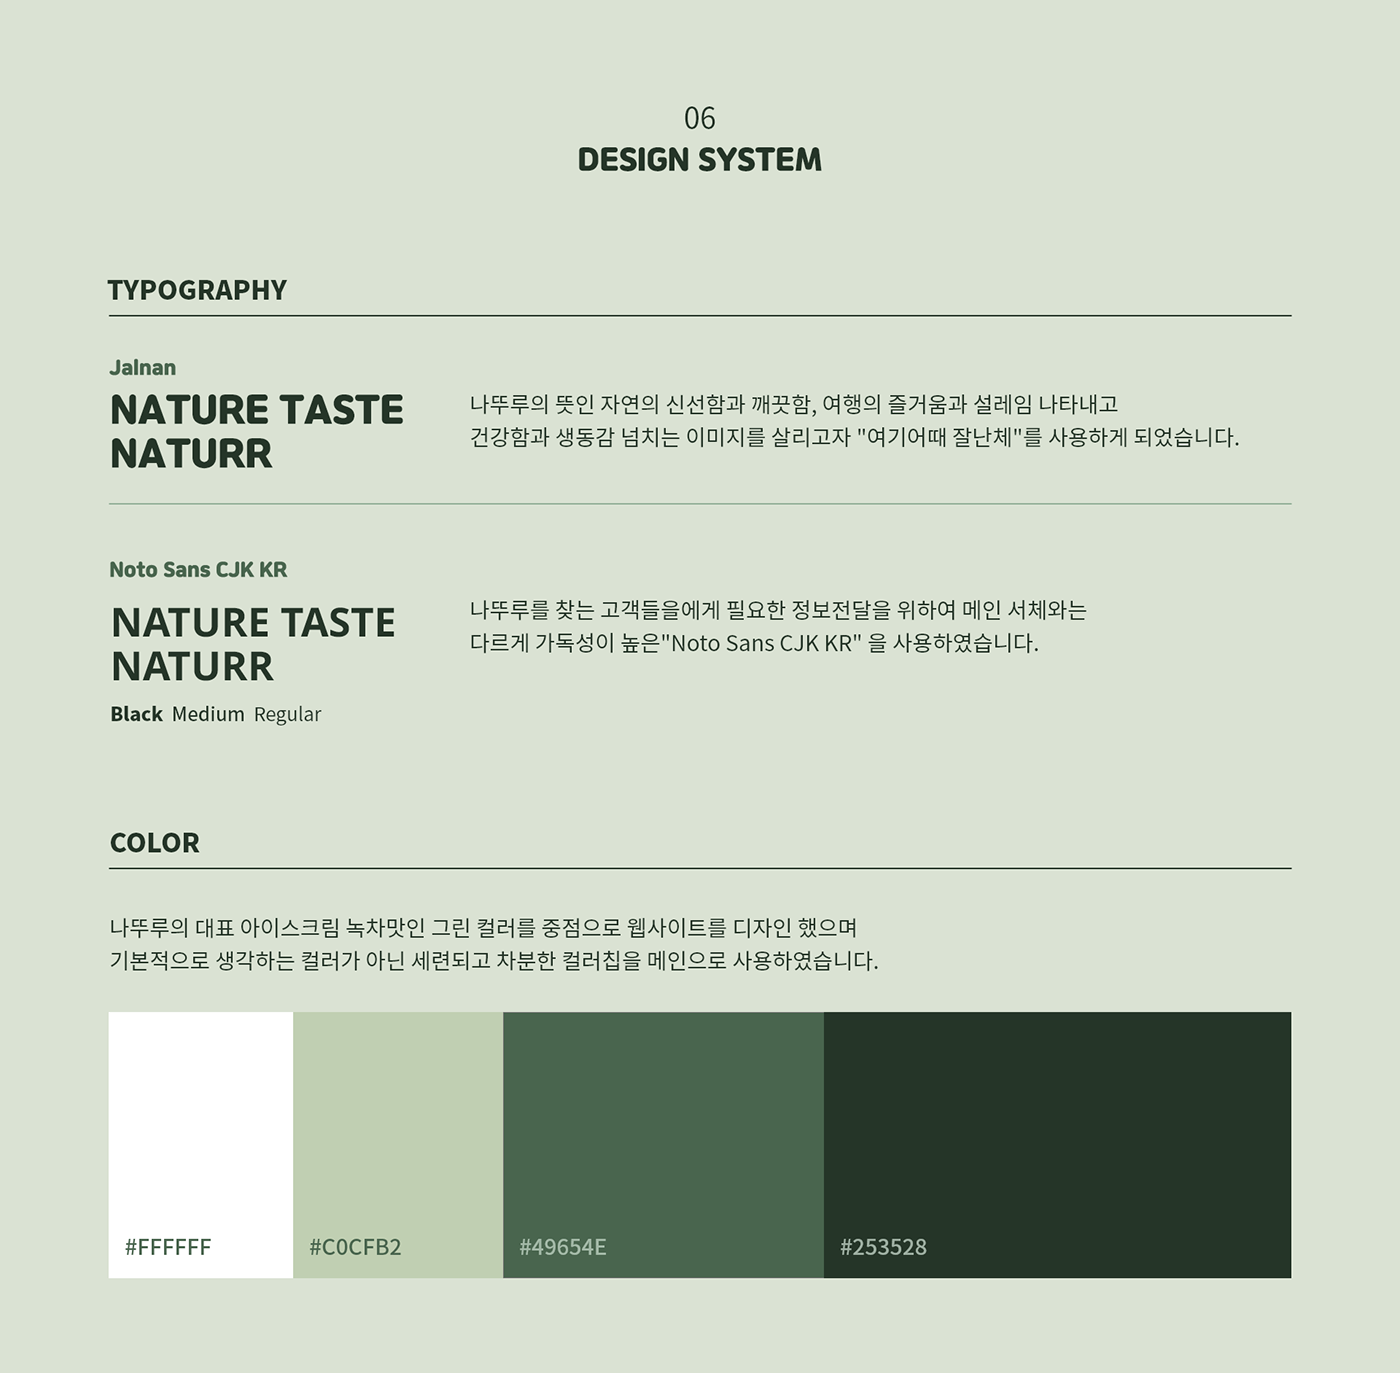 06
DESIGN SYSTEM
TYPOGRAPHY
Jalnan
NATURE TASTE
NATURR
나뚜루의 뜻인 자연의 신선함과 깨끗함, 여행의 즐거움과 설레임 나타내고
건강함과 생동감 넘치는 이미지를 살리고자 "여기어때 잘난체"를 사용하게 되었습니다.
Noto Sans CJK KR
NATURE TASTE
NATURR
Black Medium Regular
나뚜루를 찾는 고객들을에게 필요한 정보전달을 위하여 메인 서체와는
다르게 가독성이 높은"Noto Sans CJK KR" 을 사용하였습니다.
COLOR
나뚜루의 대표 아이스크림 녹차맛인 그린 컬러를 중점으로 웹사이트를 디자인 했으며
기본적으로 생각하는 컬러가 아닌 세련되고 차분한 컬러칩을 메인으로 사용하였습니다.
#FFFFFF
#C0CFB2
#49654E
#253528